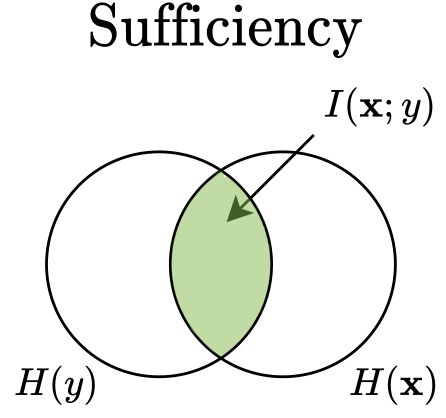 Sufficiency
I(x; y)
H(y)
H(x)